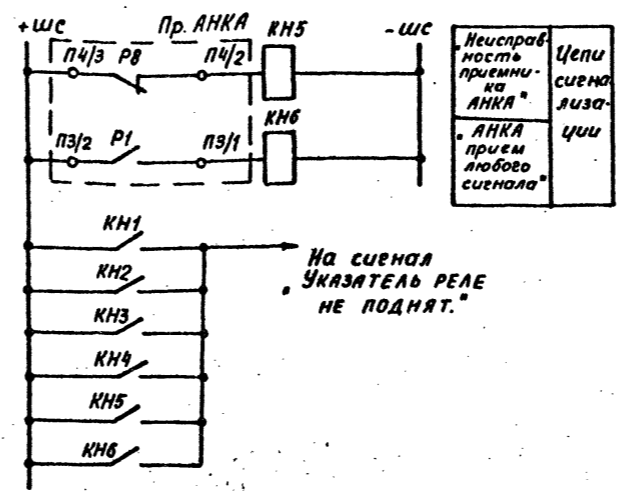 +ШС
Пр. АНКА
КН5
-ШС
П4/3
Р8
П4/2
КН6
П3/2
Р1
П3/1
"Неисправ-
ность
приемни-
ка
АНКА"
"АНКА
прием
любого
сигнала"
Цепи
сигна-
лиза-
ции
КН1
КН2
КН3
КН4
КН5
КН6
На сигнал
"УКАЗАТЕЛЬ РЕЛЕ
НЕ ПОДНЯТ."